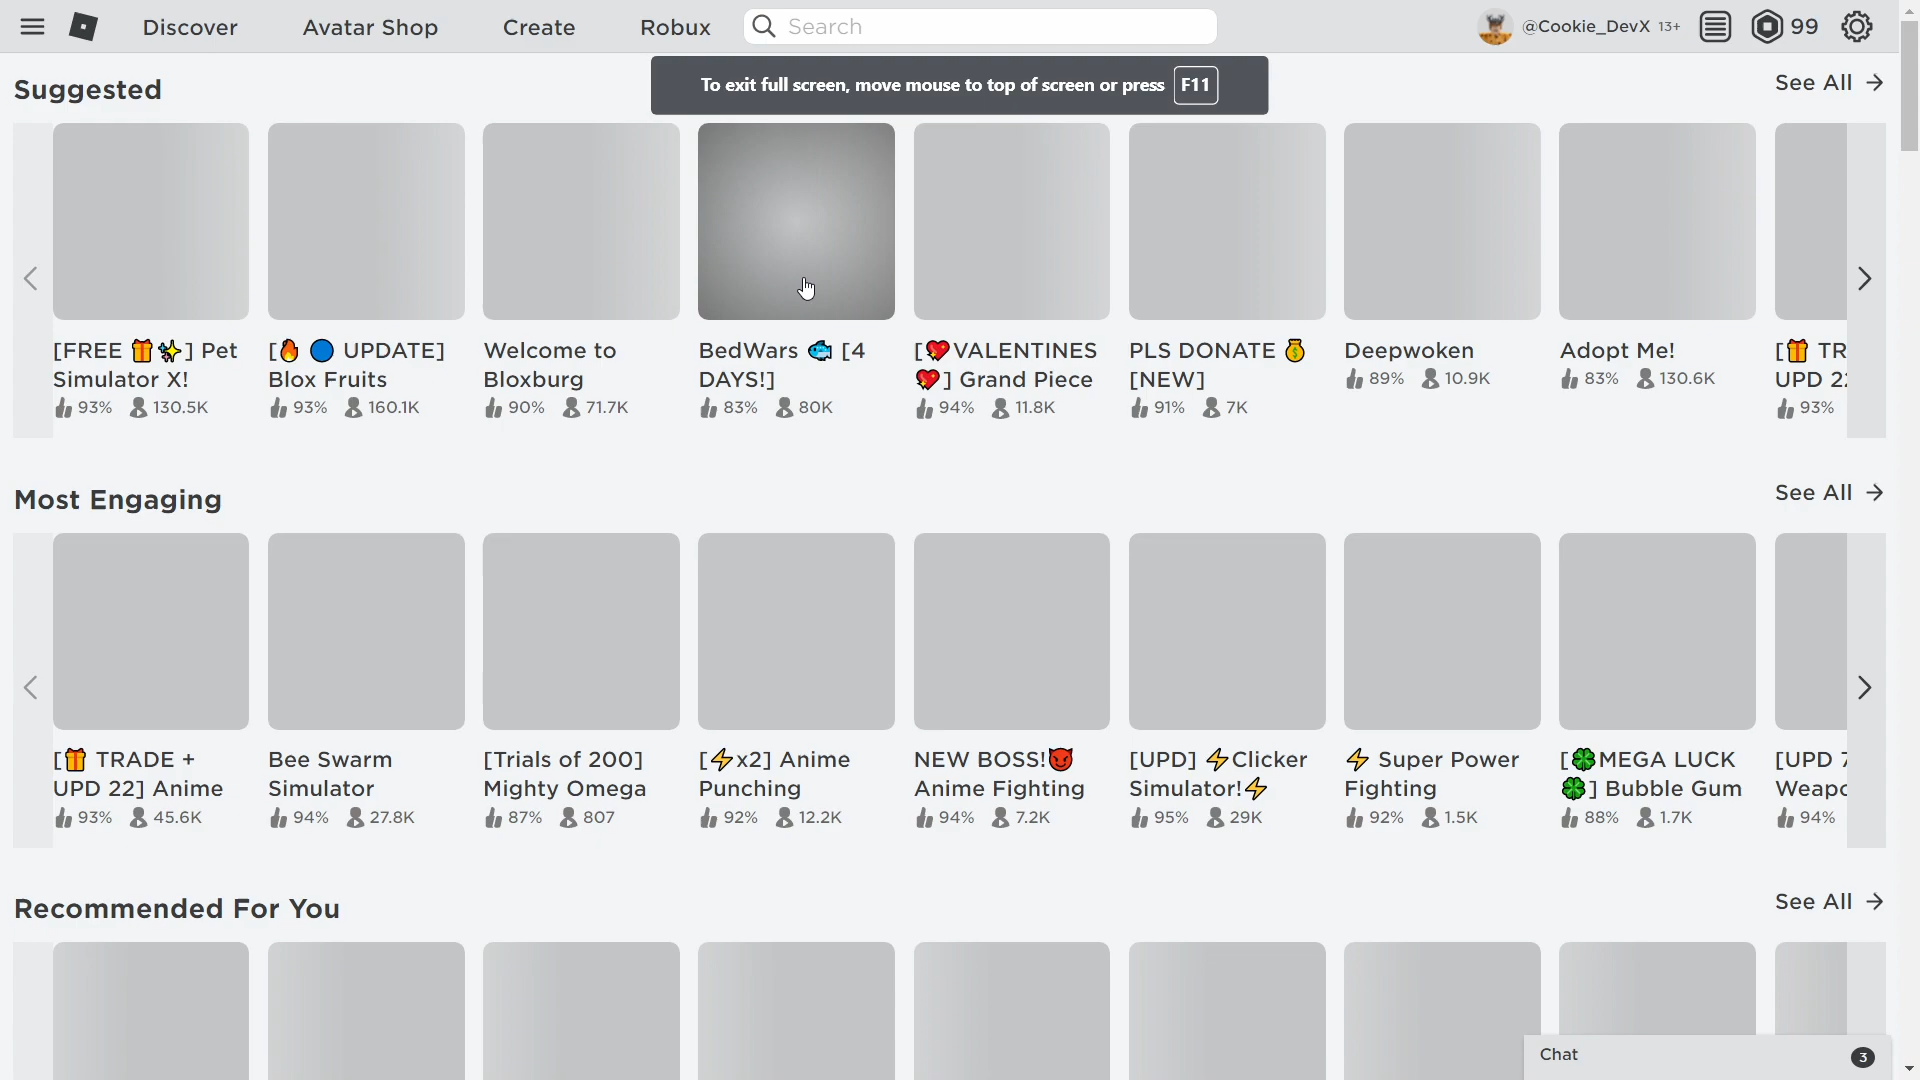 Discover
Avatar Shop
Create
Robux
Search
@Cookie_DevX 13+
99
To exit full screen, move mouse to top of screen or press F11
Suggested
See All →
[FREE 🎁✨] Pet
Simulator X!
93% 130.5K
[🔥 🔵 UPDATE]
Blox Fruits
93% 160.1K
Welcome to
Bloxburg
90% 71.7K
BedWars 🐟 [4
DAYS!]
83% 80K
[💖VALENTINES
💖] Grand Piece
94% 11.8K
PLS DONATE 💰
[NEW]
91% 7K
Deepwoken
89% 10.9K
Adopt Me!
83% 130.6K
[🎁 TR
UPD 22
93%
Most Engaging
See All →
[🎁 TRADE +
UPD 22] Anime
93% 45.6K
Bee Swarm
Simulator
94% 27.8K
[Trials of 200]
Mighty Omega
87% 807
[⚡x2] Anime
Punching
92% 12.2K
NEW BOSS!😈
Anime Fighting
94% 7.2K
[UPD] ⚡Clicker
Simulator!⚡
95% 29K
⚡ Super Power
Fighting
92% 1.5K
[🍀MEGA LUCK
🍀] Bubble Gum
88% 1.7K
[UPD 7
Weapo
94%
Recommended For You
See All →
Chat
3